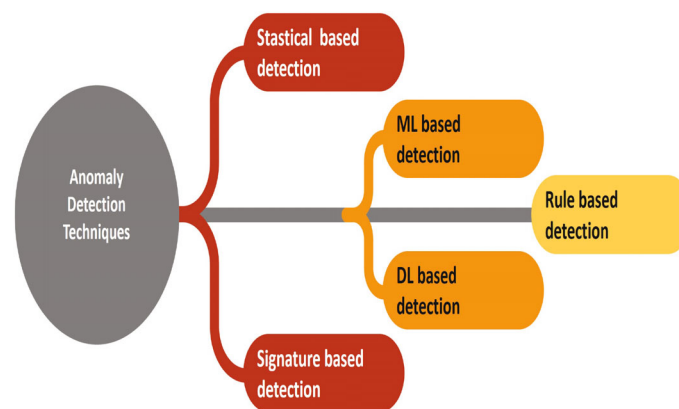 Stastical based
detection
ML based
detection
Anomaly
Detection
Techniques
Rule based
detection
DL based
detection
Signature based
detection